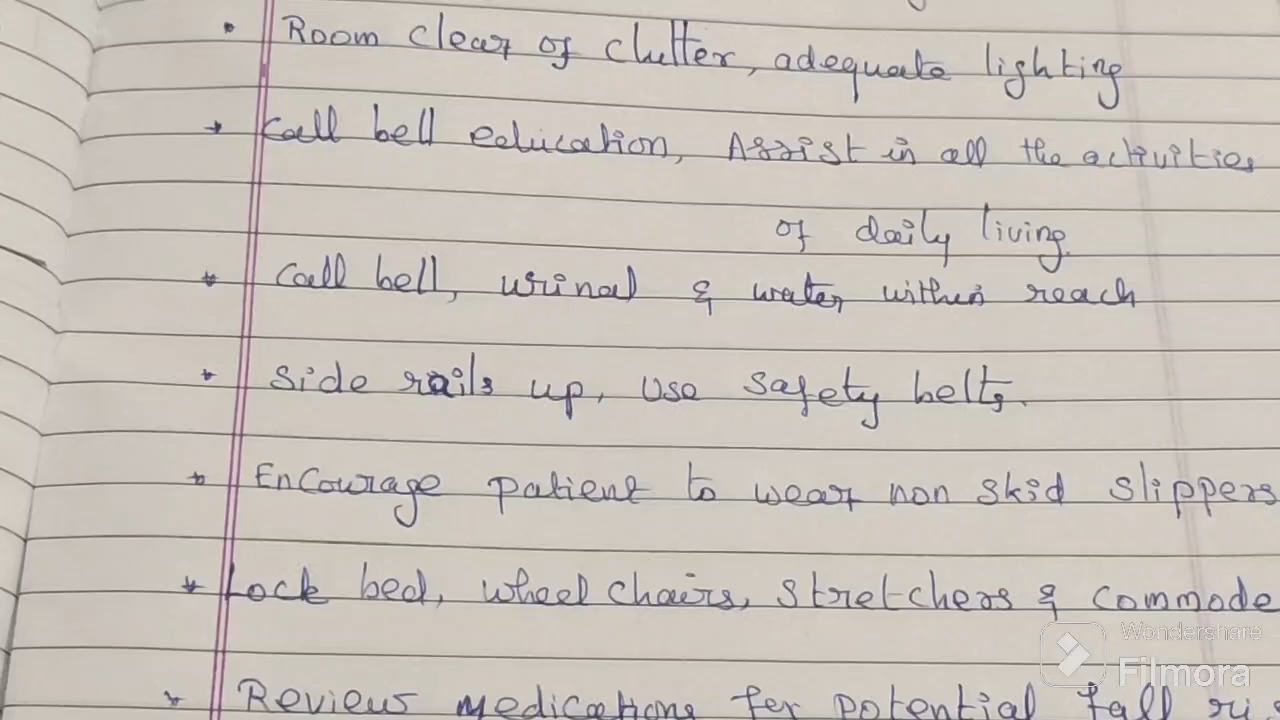 • Room clear of clutter, adequate lighting
* Call bell education, Assist in all the activities
of daily living.
* Call bell, urinal & water within reach
* Side rails up, use safety belts.
* Encourage patient to wear non skid slippers
* Lock bed, wheel chairs, stretchers & commode
* Review medications for potential fall
Wondershare
Filmora